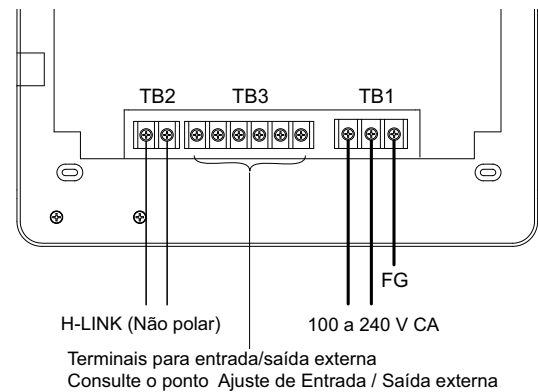 TB2 TB3 TB1
FG
H-LINK (Não polar) 100 a 240 V CA
Terminais para entrada/saída externa
Consulte o ponto Ajuste de Entrada / Saída externa